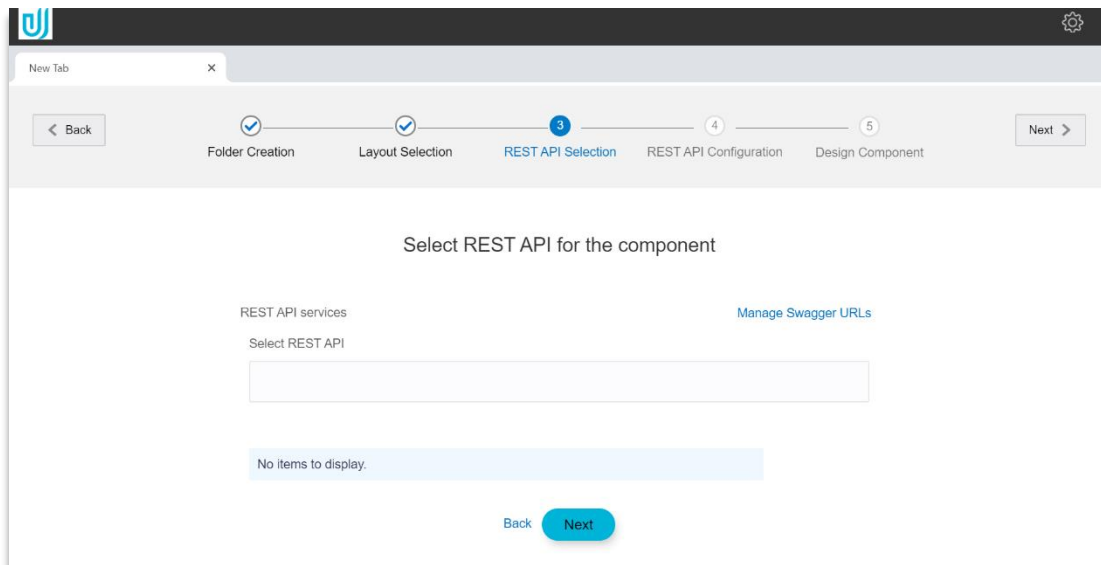 New Tab
Back
3
4
5
Next
Folder Creation
Layout Selection
REST API Selection
REST API Configuration
Design Component
Select REST API for the component
REST API services
Manage Swagger URLs
Select REST API
No items to display.
Back
Next